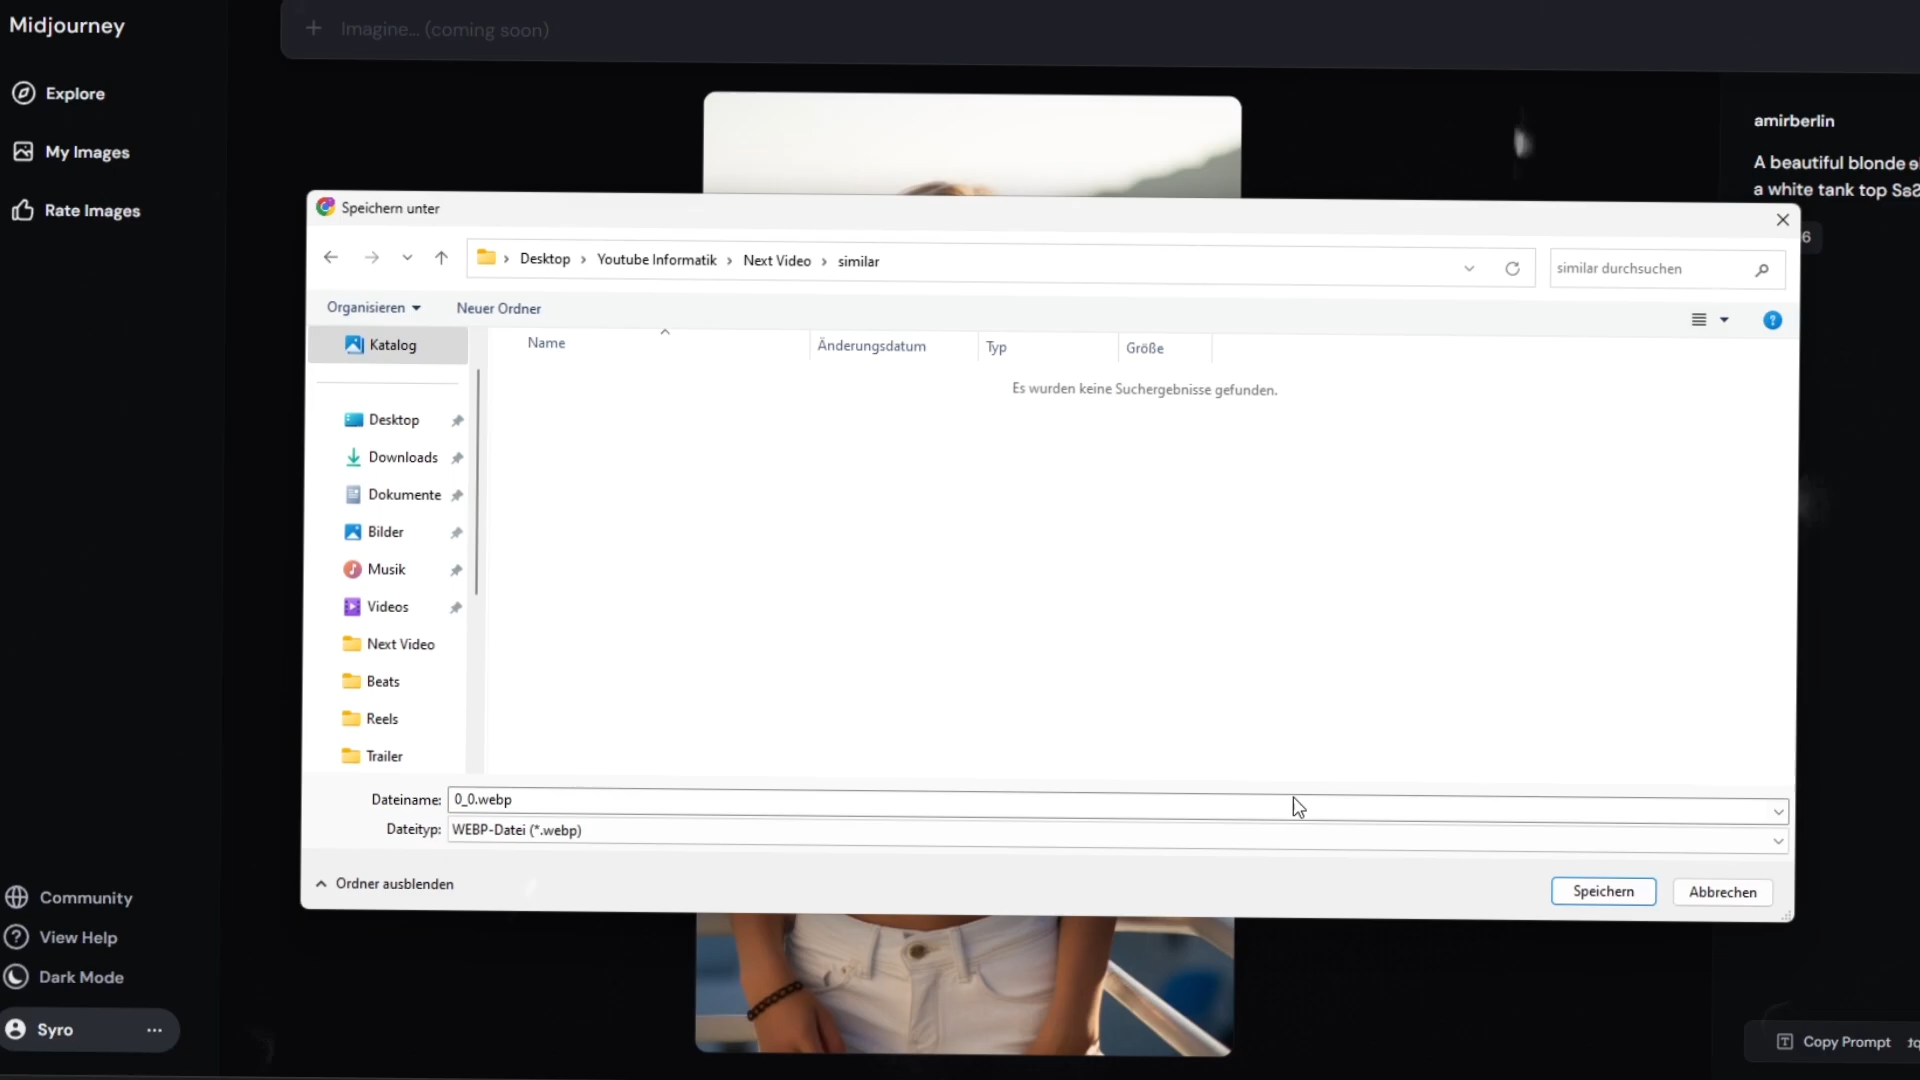 Midjourney
Imagine... (coming soon)
Explore
My Images
Rate Images
amirberlin
A beautiful blonde
a white tank top
6
Speichern unter
Desktop > Youtube Informatik > Next Video > similar
similar durchsuchen
Organisieren
Neuer Ordner
?
Katalog
Name
Änderungsdatum
Typ
Größe
Es wurden keine Suchergebnisse gefunden.
Desktop
Downloads
Dokumente
Bilder
Musik
Videos
Next Video
Beats
Reels
Trailer
Dateiname: 0_0.webp
Dateityp: WEBP-Datei (*.webp)
Ordner ausblenden
Speichern
Abbrechen
Community
View Help
Dark Mode
Syro
Copy Prompt